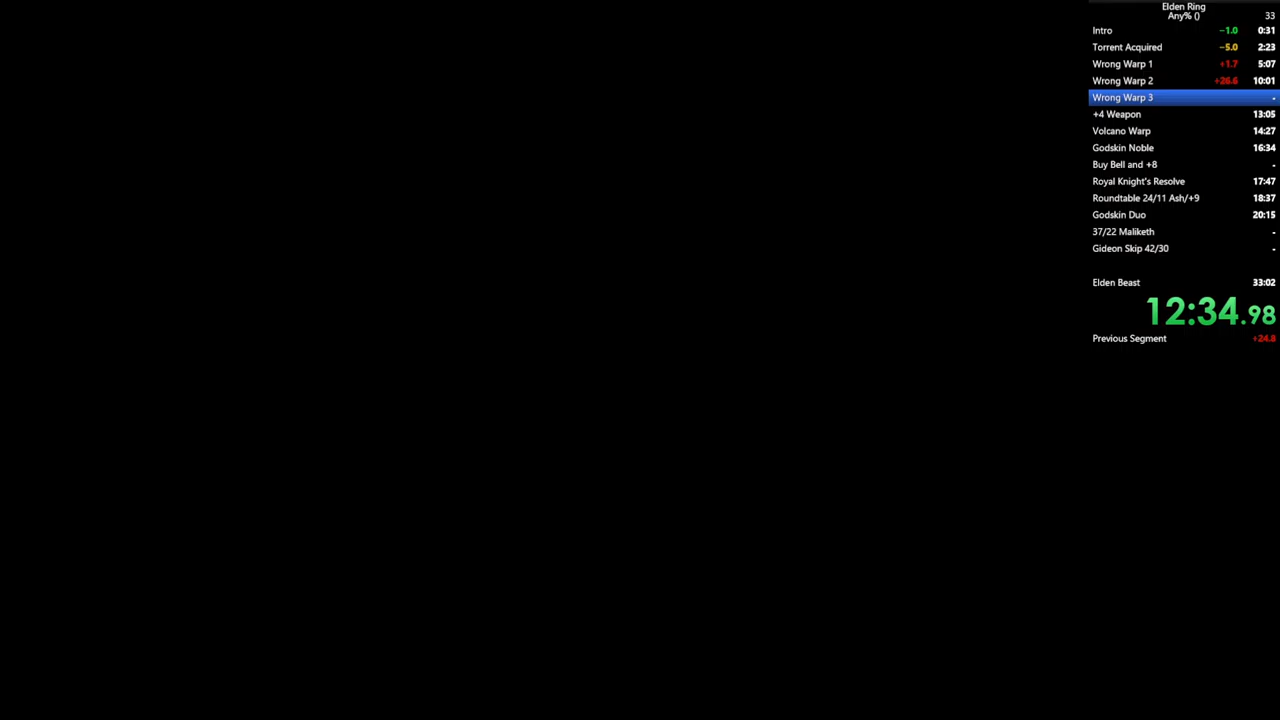 Elden Ring
Any% () 33
Intro −1.0 0:31
Torrent Acquired −5.0 2:23
Wrong Warp 1 +1.7 5:07
Wrong Warp 2 +26.6 10:01
Wrong Warp 3 -
+4 Weapon 13:05
Volcano Warp 14:27
Godskin Noble 16:34
Buy Bell and +8 -
Royal Knight's Resolve 17:47
Roundtable 24/11 Ash/+9 18:37
Godskin Duo 20:15
37/22 Maliketh -
Gideon Skip 42/30 -
Elden Beast 33:02
12:34.98
Previous Segment +24.8